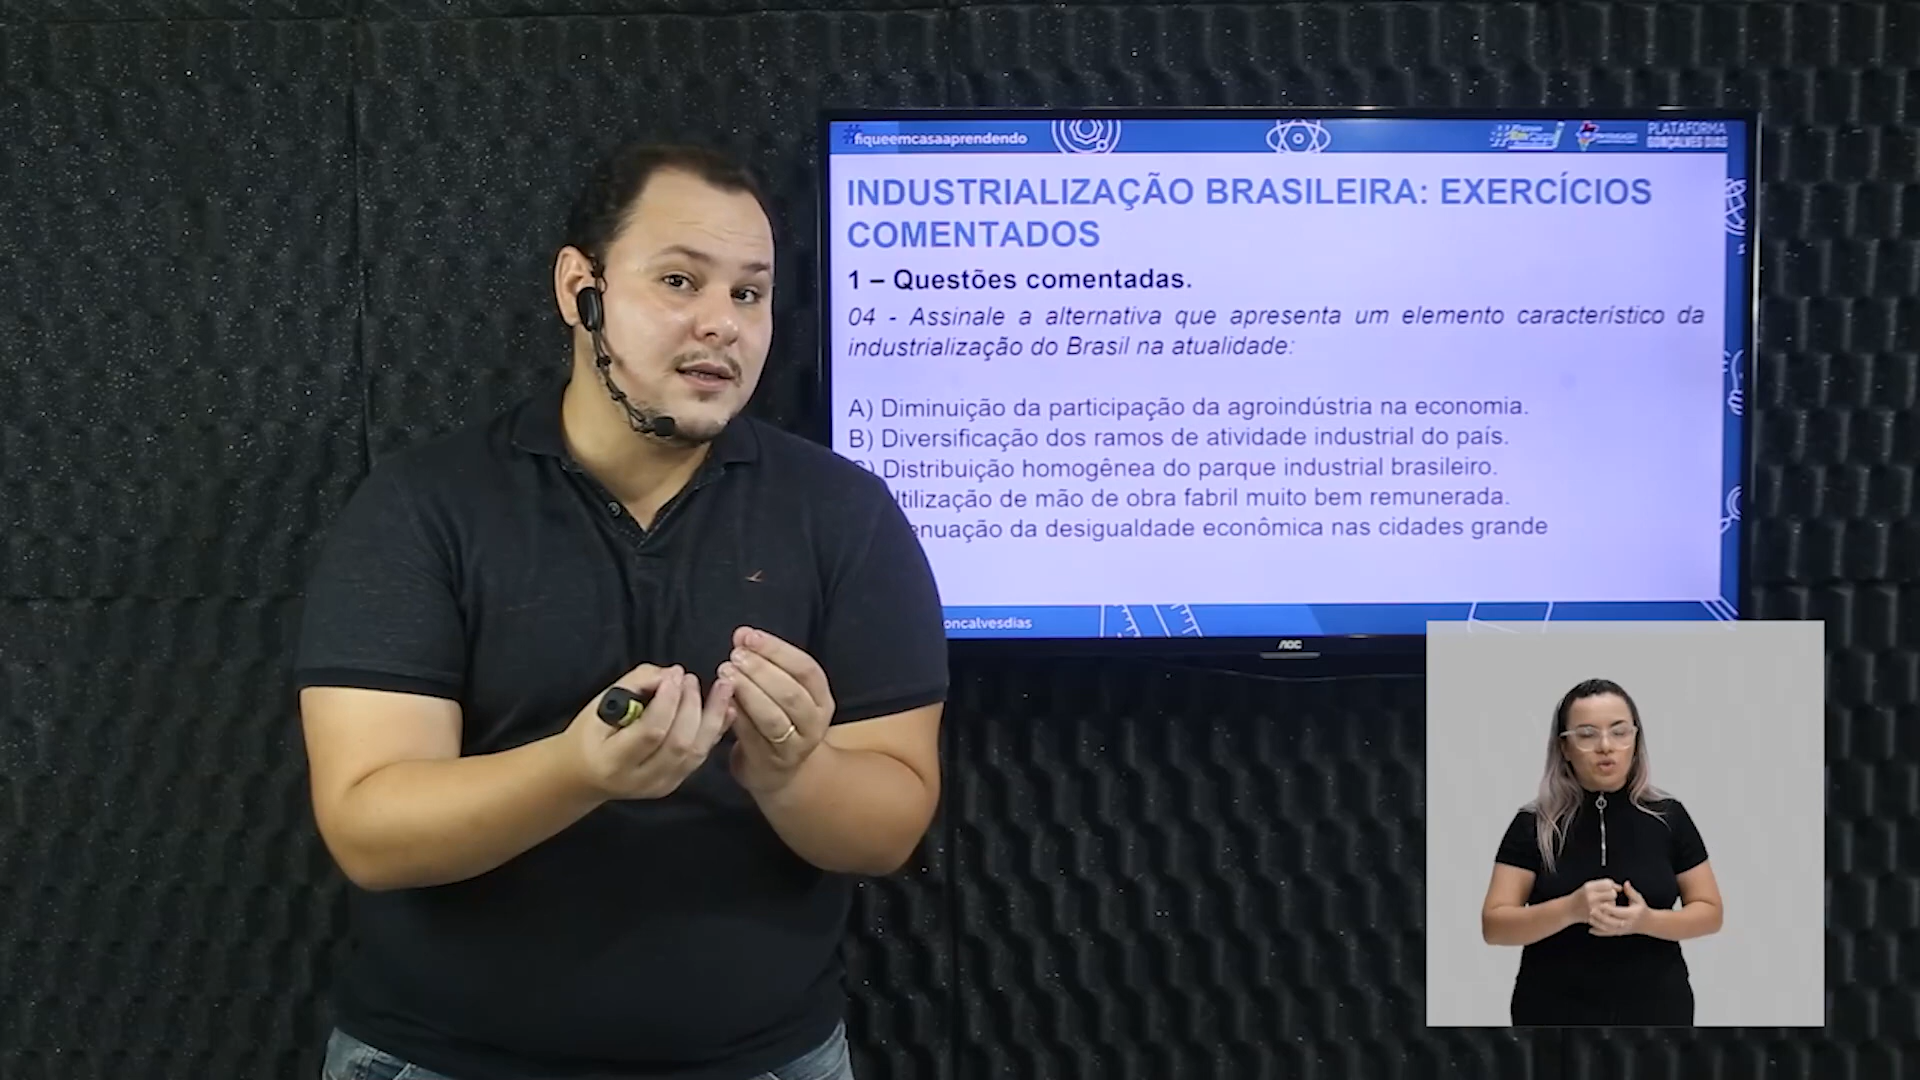 #fiqueemcasaaprendendo
PLATAFORMA
GONÇALVES DIAS
INDUSTRIALIZAÇÃO BRASILEIRA: EXERCÍCIOS
COMENTADOS
1 – Questões comentadas.
04 - Assinale a alternativa que apresenta um elemento característico da
industrialização do Brasil na atualidade:
A) Diminuição da participação da agroindústria na economia.
B) Diversificação dos ramos de atividade industrial do país.
) Distribuição homogênea do parque industrial brasileiro.
tilização de mão de obra fabril muito bem remunerada.
enuação da desigualdade econômica nas cidades grande
oncalvesdias
AOC